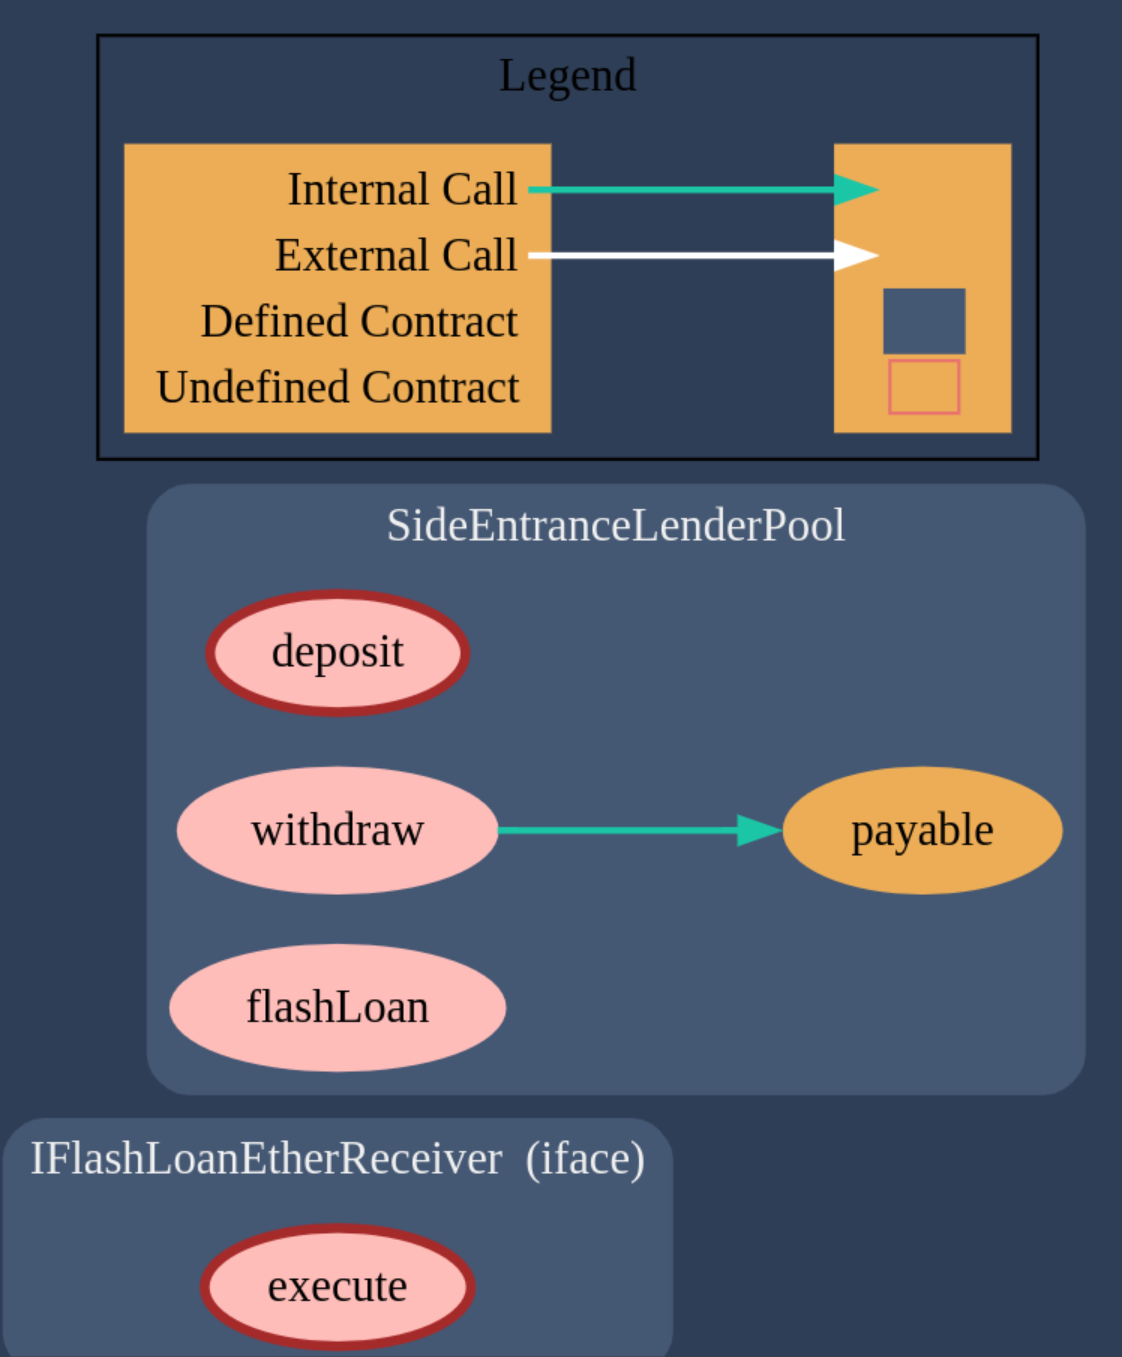 Legend
Internal Call
External Call
Defined Contract
Undefined Contract
SideEntranceLenderPool
deposit
withdraw
payable
flashLoan
IFlashLoanEtherReceiver  (iface)
execute